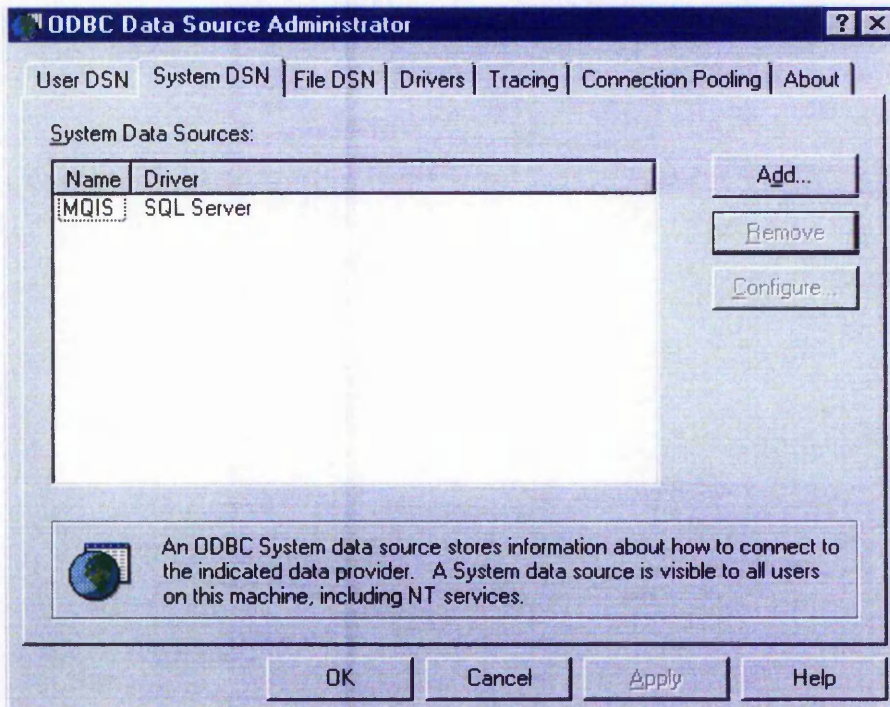 ODBC Data Source Administrator
User DSN System DSN File DSN Drivers Tracing Connection Pooling About
System Data Sources:
Name Driver
MQIS SQL Server
Add...
Remove
Configure...
An ODBC System data source stores information about how to connect to
the indicated data provider. A System data source is visible to all users
on this machine, including NT services.
OK Cancel Apply Help